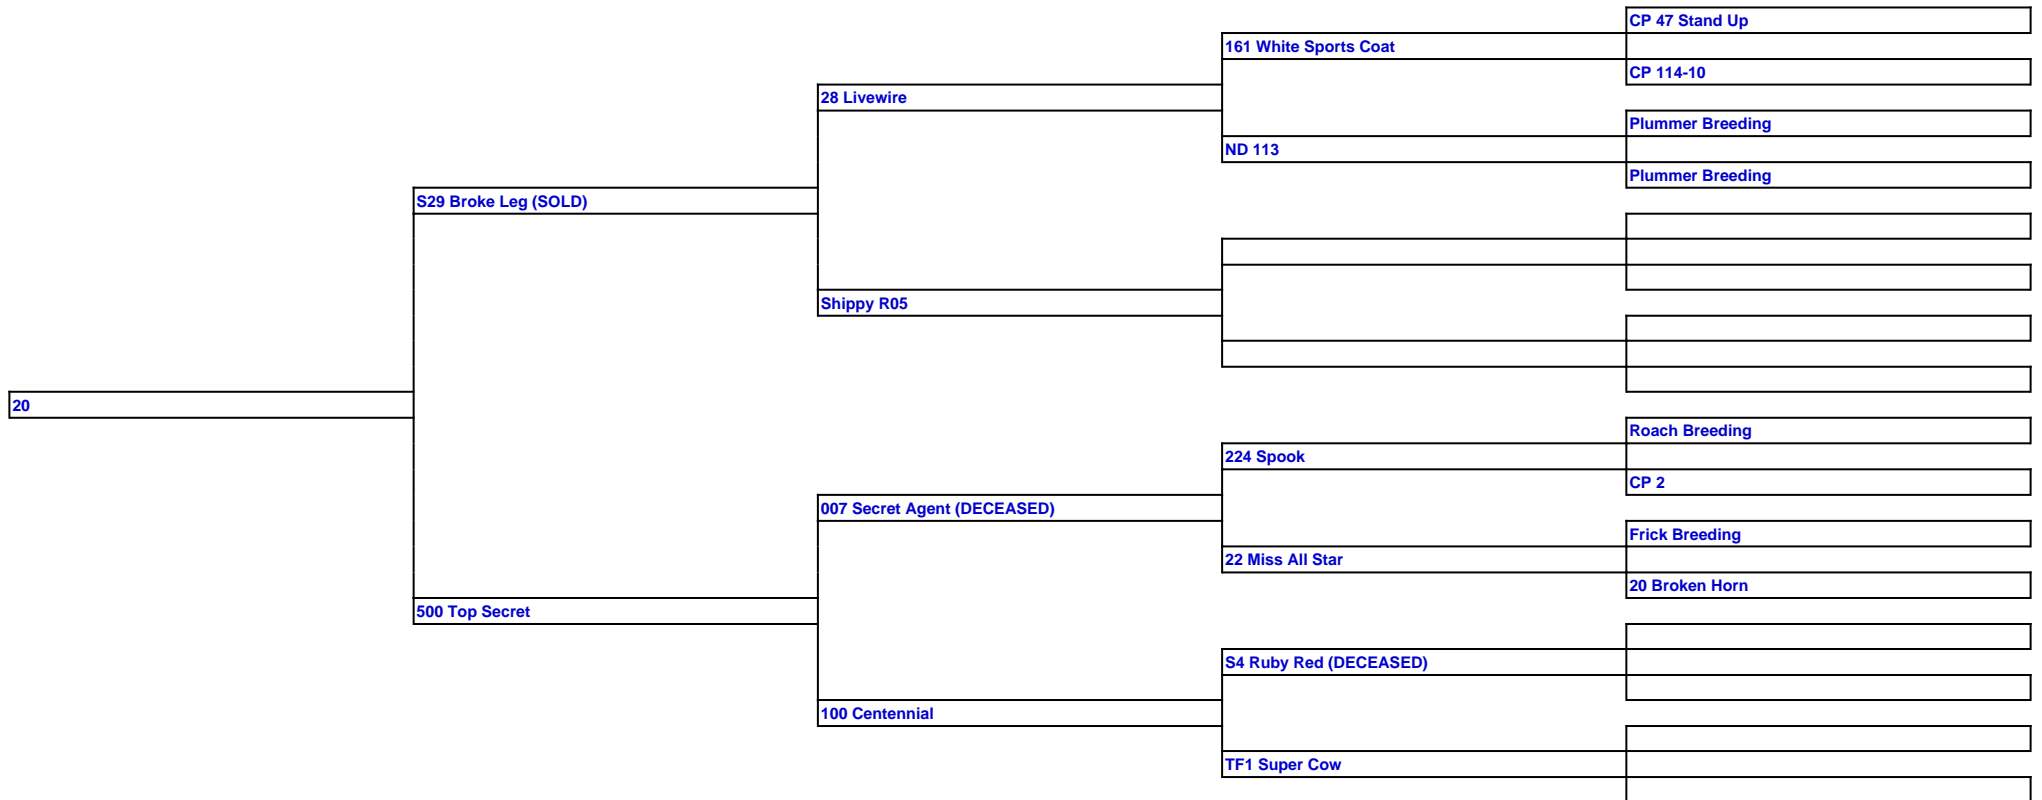 CP 47 Stand Up
161 White Sports Coat
CP 114-10
28 Livewire
Plummer Breeding
ND 113
Plummer Breeding
S29 Broke Leg (SOLD)
Shippy R05
20
Roach Breeding
224 Spook
CP 2
007 Secret Agent (DECEASED)
Frick Breeding
22 Miss All Star
20 Broken Horn
500 Top Secret
S4 Ruby Red (DECEASED)
100 Centennial
TF1 Super Cow